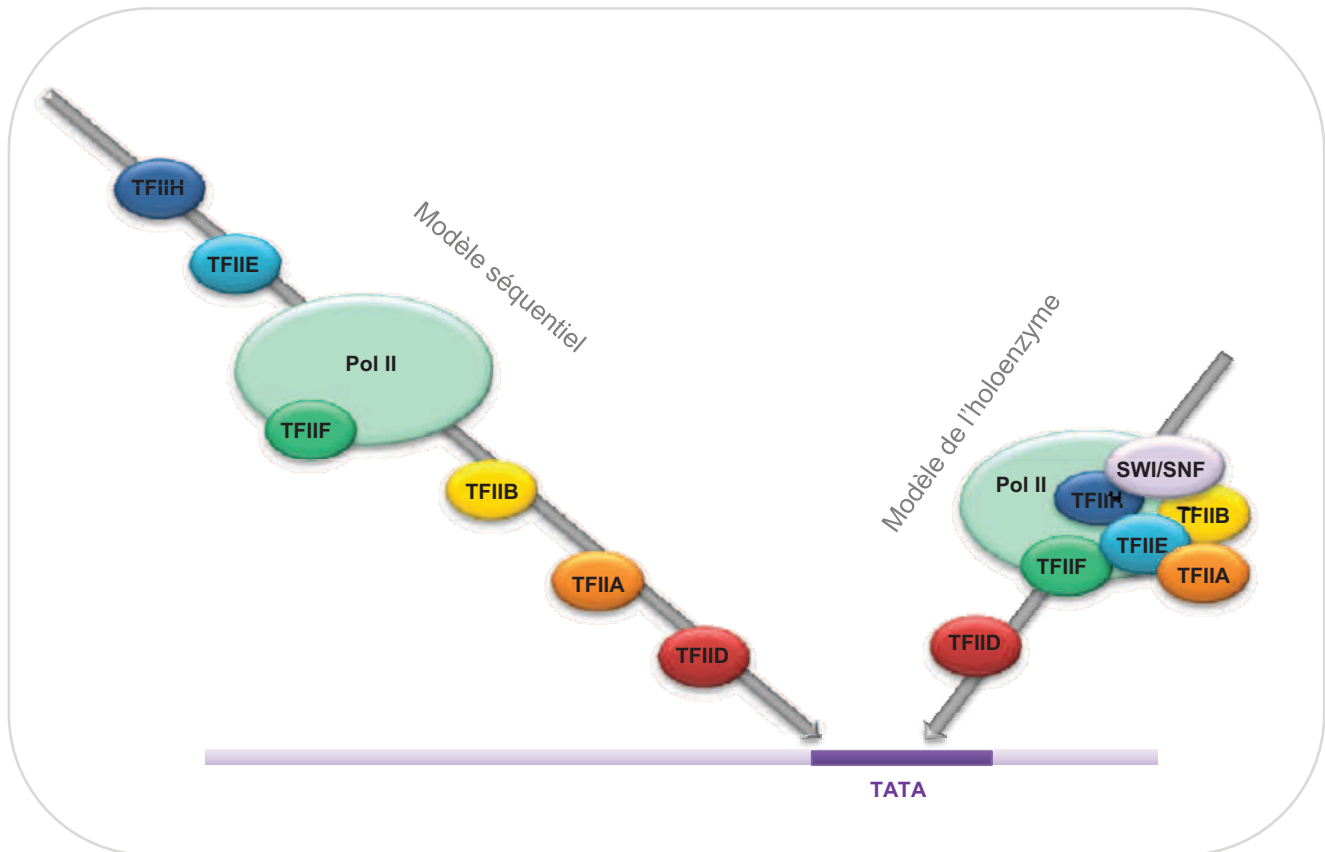 TFIIH
TFIIE
Modèle séquentiel
Pol II
TFIIF
TFIIB
TFIIA
TFIID
Modèle de l'holoenzyme
SWI/SNF
Pol II
TFIIH
TFIIB
TFIIE
TFIIF
TFIIA
TFIID
TATA